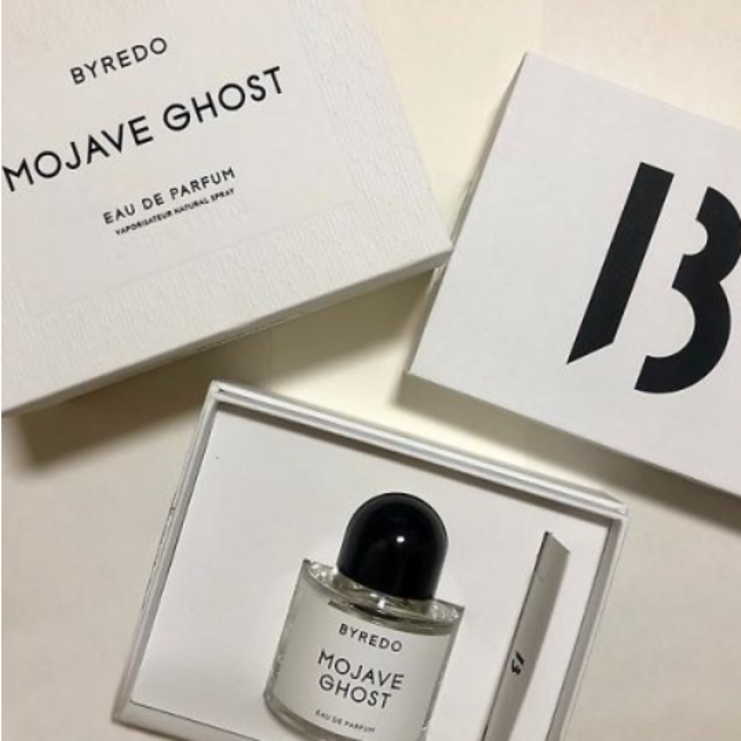 BYREDO
MOJAVE GHOST
EAU DE PARFUM
VAPORISATEUR NATURAL SPRAY
B
BYREDO
MOJAVE
GHOST
EAU DE PARFUM
B